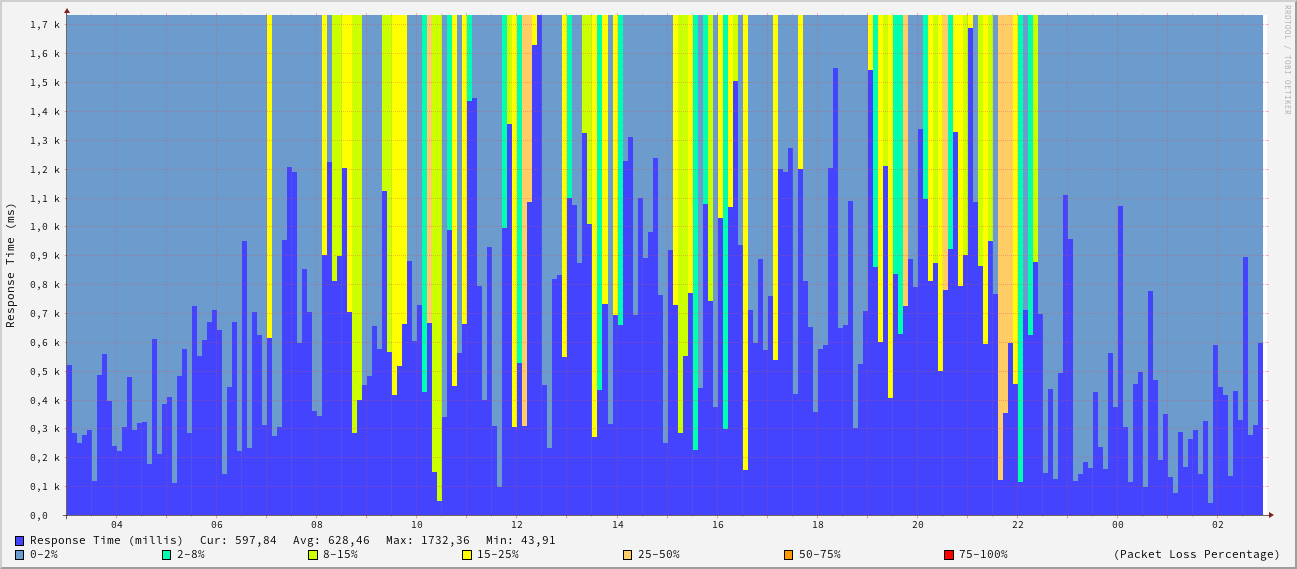 RRDTOOL / TOBI OETIKER
Response Time (ms)
1,7 k
1,6 k
1,5 k
1,4 k
1,3 k
1,2 k
1,1 k
1,0 k
0,9 k
0,8 k
0,7 k
0,6 k
0,5 k
0,4 k
0,3 k
0,2 k
0,1 k
0,0
04 06 08 10 12 14 16 18 20 22 00 02
Response Time (millis) Cur: 597,84 Avg: 628,46 Max: 1732,36 Min: 43,91
0-2% 2-8% 8-15% 15-25% 25-50% 50-75% 75-100% (Packet Loss Percentage)